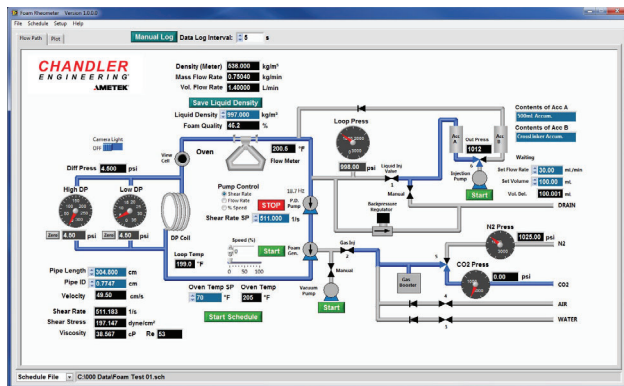 Foam Rheometer Version 1.0.0.0
File Schedule Setup Help
Flow Path Plot
Manual Log Data Log Interval: 5 s
CHANDLER
ENGINEERING
AMETEK
Density (Meter) 536.000 kg/m³
Mass Flow Rate 0.75040 kg/min
Vol. Flow Rate 1.40000 L/min
Save Liquid Density
Liquid Density 997.000 kg/m³
Foam Quality 46.2 %
Camera Light
OFF
View
Cell
Oven
200.6 °F
Flow Meter
Loop Press
998.00 psi
Acc
A
Acc
B
Out Press
1012
Contents of Acc A
500mL Accum.
Contents of Acc B
Crosslinker Accum.
Waiting
Set Flow Rate 30.00 mL/min
Set Volume 100.00 mL
Vol. Del. 100.001 mL
Injection
Pump
Start
Liquid Inj
Valve
1
DRAIN
Diff Press 4.500 psi
High DP
Low DP
Zero 4.50 psi
Zero 4.50 psi
DP Coil
Pump Control
Shear Rate
Flow Rate
% Speed
STOP
18.7 Hz
P.D.
Pump
Shear Rate SP 511.000 1/s
Backpressure
Regulator
Speed (%)
0 50 100
Start
Foam
Gen.
Loop Temp
199.0 °F
Gas Inj
2
Manual
Manual
Vacuum
Pump
Start
N2 Press
1025.00 psi
N2
CO2 Press
0.00 psi
CO2
Gas
Booster
5
4
3
AIR
WATER
Pipe Length 304.800 cm
Pipe ID 0.7747 cm
Velocity 49.50 cm/s
Shear Rate 511.183 1/s
Shear Stress 197.147 dyne/cm²
Viscosity 38.567 cP Re 53
Oven Temp SP
70 °F
Oven Temp
205 °F
Start Schedule
Schedule File C:\000 Data\Foam Test 01.sch